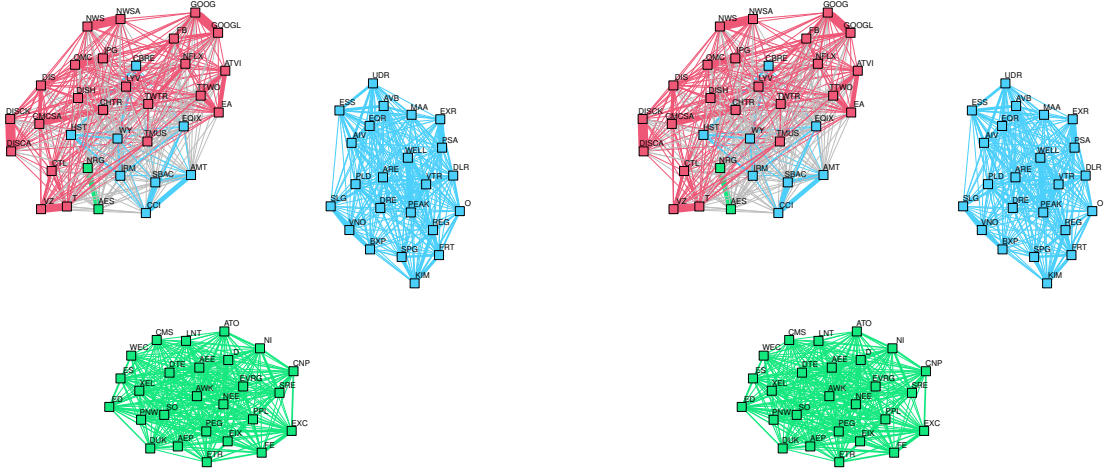 GOOG
NWSA
NWS
GOOGL
FB
OMC
IPG
CBRE
NFLX
ATVI
DIS
DISH
LYV
TTWO
CHTR
TWTR
EA
DISCK
CMCSA
HST
WY
EQIX
DISCA
TMUS
CTL
NRG
IRM
SBAC
AMT
VZ
T
AES
CCI
UDR
ESS
AVB
MAA
EXR
EQR
AIV
PSA
WELL
PLD
ARE
VTR
DLR
SLG
DRE
PEAK
O
VNO
REG
BXP
SPG
FRT
KIM
CMS
LNT
ATO
NI
WEC
DTE
AEE
D
CNP
ES
XEL
EVRG
SRE
ED
AWK
NEE
PNW
SO
PPL
PEG
EXC
DUK
AEP
EIX
FE
ETR
GOOG
NWSA
NWS
GOOGL
FB
OMC
IPG
CBRE
NFLX
ATVI
DIS
DISH
LYV
TTWO
CHTR
TWTR
EA
DISCK
CMCSA
HST
WY
EQIX
DISCA
TMUS
CTL
NRG
IRM
SBAC
AMT
VZ
T
AES
CCI
UDR
ESS
AVB
MAA
EXR
EQR
AIV
PSA
WELL
PLD
ARE
VTR
DLR
SLG
DRE
PEAK
O
VNO
REG
BXP
SPG
FRT
KIM
CMS
LNT
ATO
NI
WEC
DTE
AEE
D
CNP
ES
XEL
EVRG
SRE
ED
AWK
NEE
PNW
SO
PPL
PEG
EXC
DUK
AEP
EIX
FE
ETR